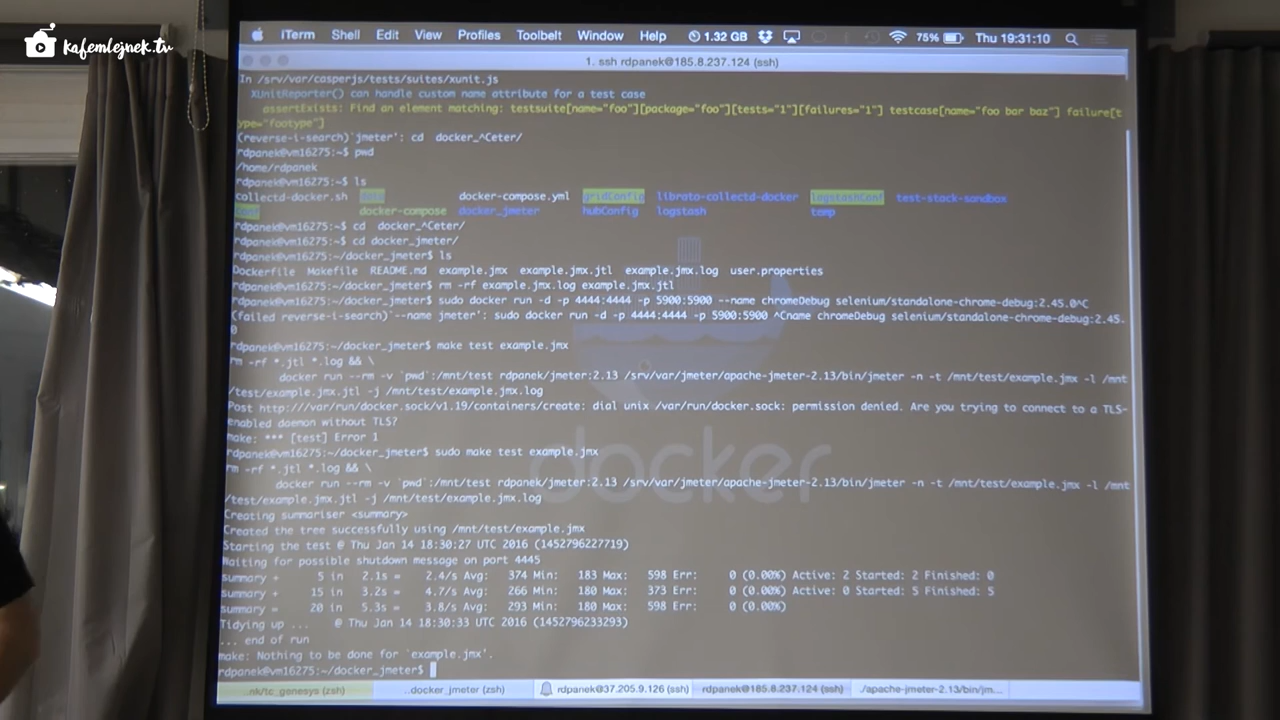 kafemlejnek.tv
iTerm Shell Edit View Profiles Toolbelt Window Help 1.32 GB 75% Thu 19:31:10
1. ssh rdpanek@185.8.237.124 (ssh)
In /srv/var/casperjs/tests/suites/xunit.js
XUnitReporter() can handle custom name attribute for a test case
assertExists: Find an element matching: testsuite[name="foo"][package="foo"][tests="1"][failures="1"] testcase[name="foo bar baz"] failure[t
ype="footype"]
(reverse-i-search)`jmeter': cd docker_^Ceter/
rdpanek@vm16275:~$ pwd
/home/rdpanek
rdpanek@vm16275:~$ ls
collectd-docker.sh docker-compose.yml gridConfig librato-collectd-docker logstashConf test-stack-sandbox
docker-compose docker_jmeter hubConfig logstash temp
rdpanek@vm16275:~$ cd docker_^Ceter/
rdpanek@vm16275:~$ cd docker_jmeter/
rdpanek@vm16275:~/docker_jmeter$ ls
Dockerfile Makefile README.md example.jmx example.jmx.jtl example.jmx.log user.properties
rdpanek@vm16275:~/docker_jmeter$ rm -rf example.jmx.log example.jmx.jtl
rdpanek@vm16275:~/docker_jmeter$ sudo docker run -d -p 4444:4444 -p 5900:5900 --name chromeDebug selenium/standalone-chrome-debug:2.45.0^C
(failed reverse-i-search)`--name jmeter': sudo docker run -d -p 4444:4444 -p 5900:5900 ^Cname chromeDebug selenium/standalone-chrome-debug:2.45.
0
rdpanek@vm16275:~/docker_jmeter$ make test example.jmx
rm -rf *.jtl *.log && \
docker run --rm -v `pwd`:/mnt/test rdpanek/jmeter:2.13 /srv/var/jmeter/apache-jmeter-2.13/bin/jmeter -n -t /mnt/test/example.jmx -l /mnt
/test/example.jmx.jtl -j /mnt/test/example.jmx.log
Post http:///var/run/docker.sock/v1.19/containers/create: dial unix /var/run/docker.sock: permission denied. Are you trying to connect to a TLS-
enabled daemon without TLS?
make: *** [test] Error 1
rdpanek@vm16275:~/docker_jmeter$ sudo make test example.jmx
rm -rf *.jtl *.log && \
docker run --rm -v `pwd`:/mnt/test rdpanek/jmeter:2.13 /srv/var/jmeter/apache-jmeter-2.13/bin/jmeter -n -t /mnt/test/example.jmx -l /mnt
/test/example.jmx.jtl -j /mnt/test/example.jmx.log
docker
Creating summariser <summary>
Created the tree successfully using /mnt/test/example.jmx
Starting the test @ Thu Jan 14 18:30:27 UTC 2016 (1452796227719)
Waiting for possible shutdown message on port 4445
summary + 5 in 2.1s = 2.4/s Avg: 374 Min: 183 Max: 598 Err: 0 (0.00%) Active: 2 Started: 2 Finished: 0
summary + 15 in 3.2s = 4.7/s Avg: 266 Min: 180 Max: 373 Err: 0 (0.00%) Active: 0 Started: 5 Finished: 5
summary = 20 in 5.3s = 3.8/s Avg: 293 Min: 180 Max: 598 Err: 0 (0.00%)
Tidying up ... @ Thu Jan 14 18:30:33 UTC 2016 (1452796233293)
... end of run
make: Nothing to be done for `example.jmx'.
rdpanek@vm16275:~/docker_jmeter$
..nk/tc_genesys (zsh) ..docker_jmeter (zsh) rdpanek@37.205.9.126 (ssh) rdpanek@185.8.237.124 (ssh) ./apache-jmeter-2.13/bin/jm...